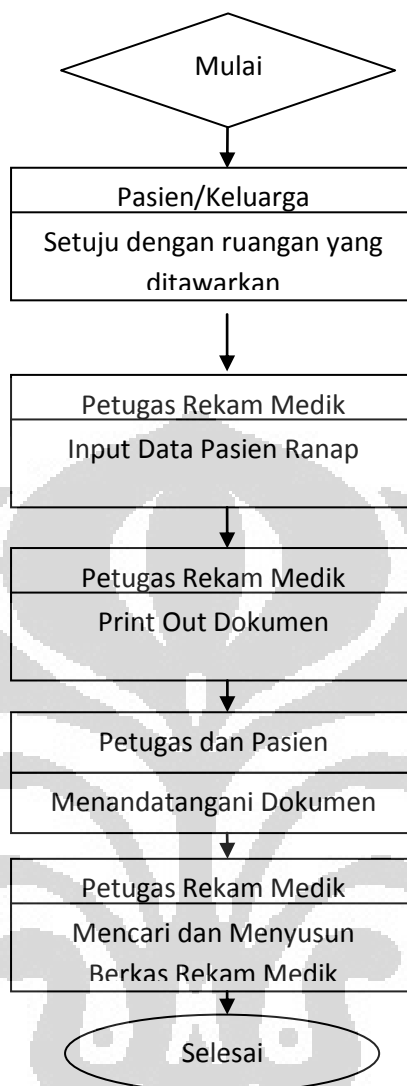 Mulai
Pasien/Keluarga
Setuju dengan ruangan yang
ditawarkan
Petugas Rekam Medik
Input Data Pasien Ranap
Petugas Rekam Medik
Print Out Dokumen
Petugas dan Pasien
Menandatangani Dokumen
Petugas Rekam Medik
Mencari dan Menyusun
Berkas Rekam Medik
Selesai